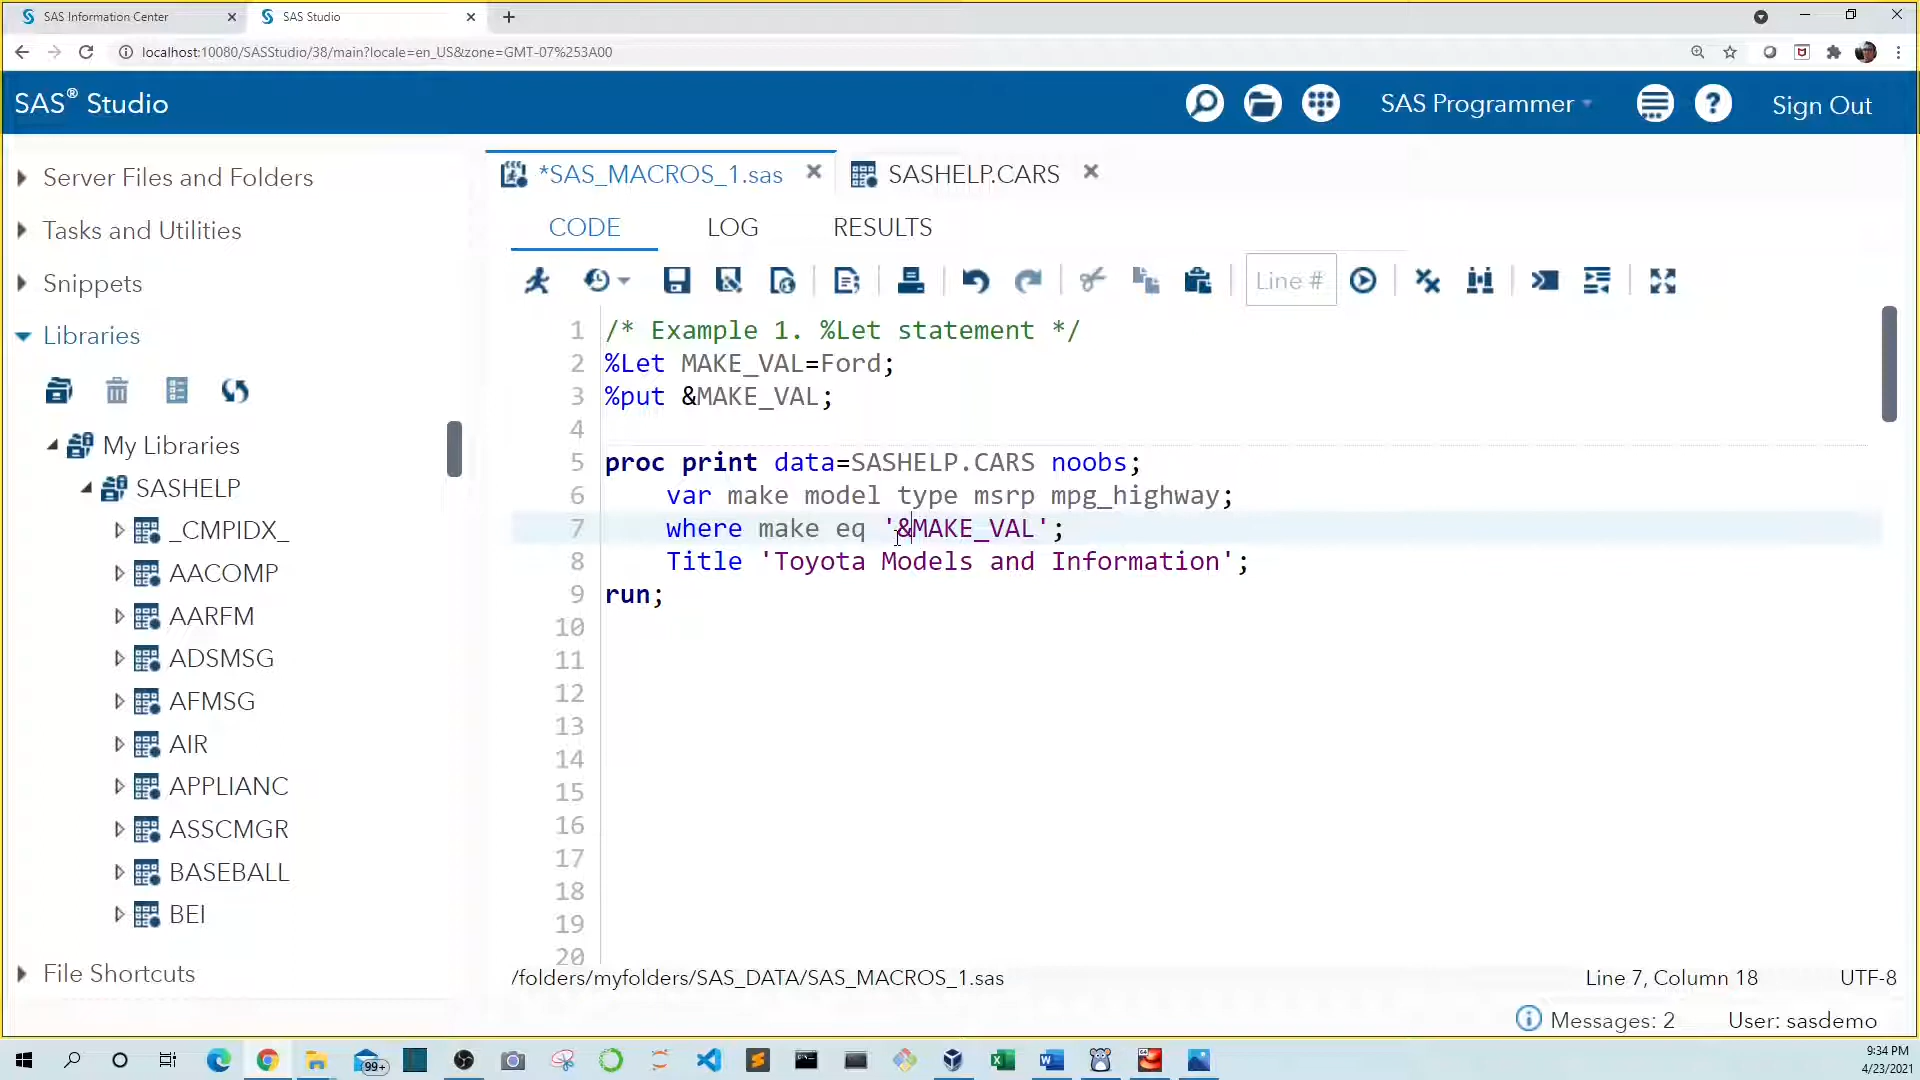 SAS Information Center
SAS Studio
localhost:10080/SASStudio/38/main?locale=en_US&zone=GMT-07%253A00
SAS® Studio
SAS Programmer
Sign Out
Server Files and Folders
Tasks and Utilities
Snippets
Libraries
My Libraries
SASHELP
_CMPIDX_
AACOMP
AARFM
ADSMSG
AFMSG
AIR
APPLIANC
ASSCMGR
BASEBALL
BEI
File Shortcuts
*SAS_MACROS_1.sas
SASHELP.CARS
CODE
LOG
RESULTS
Line #
1 /* Example 1. %Let statement */
2 %Let MAKE_VAL=Ford;
3 %put &MAKE_VAL;
4
5 proc print data=SASHELP.CARS noobs;
6 var make model type msrp mpg_highway;
7 where make eq '&MAKE_VAL';
8 Title 'Toyota Models and Information';
9 run;
10
11
12
13
14
15
16
17
18
19
20
/folders/myfolders/SAS_DATA/SAS_MACROS_1.sas
Line 7, Column 18
UTF-8
Messages: 2
User: sasdemo
99+
9:34 PM
4/23/2021